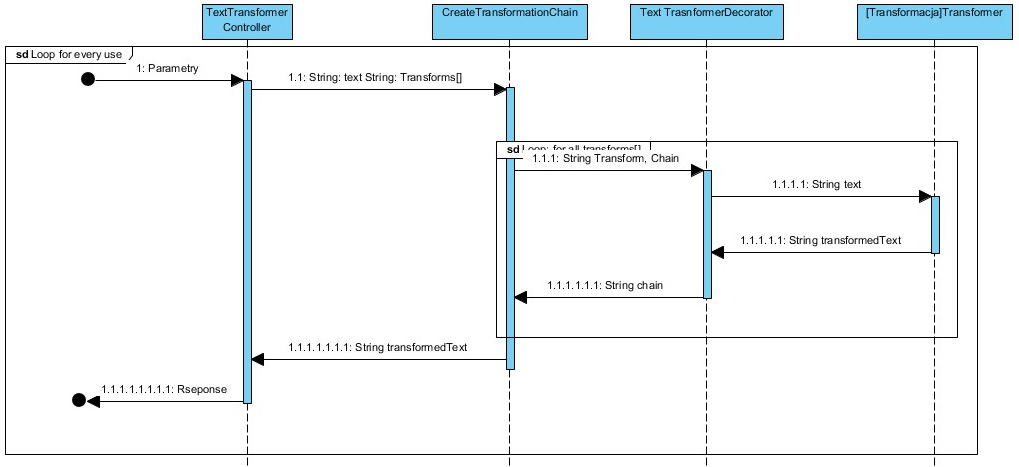 TextTransformer
Controller
CreateTransformationChain
Text TrasnformerDecorator
[Transformacja]Transformer
sd Loop for every use
1: Parametry
1.1: String: text String: Transforms[]
sd Loop: for all transforms[]
1.1.1: String Transform, Chain
1.1.1.1: String text
1.1.1.1.1: String transformedText
1.1.1.1.1.1: String chain
1.1.1.1.1.1.1: String transformedText
1.1.1.1.1.1.1.1: Rseponse